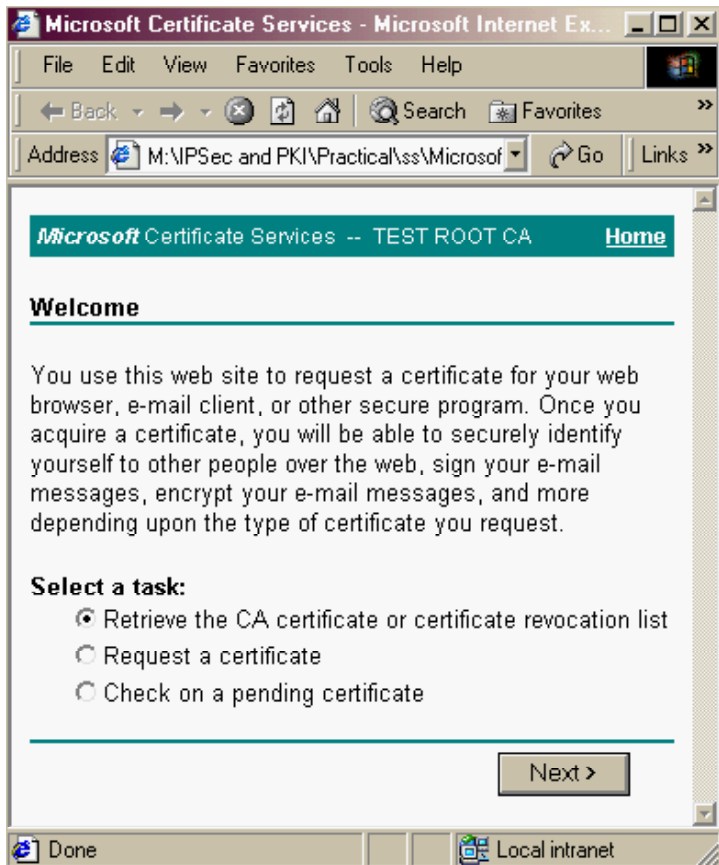 Microsoft Certificate Services - Microsoft Internet Ex...
File Edit View Favorites Tools Help
Back Search Favorites »
Address M:\IPSec and PKI\Practical\ss\Microsof Go Links »
Microsoft Certificate Services -- TEST ROOT CA Home
Welcome
You use this web site to request a certificate for your web
browser, e-mail client, or other secure program. Once you
acquire a certificate, you will be able to securely identify
yourself to other people over the web, sign your e-mail
messages, encrypt your e-mail messages, and more
depending upon the type of certificate you request.
Select a task:
Retrieve the CA certificate or certificate revocation list
Request a certificate
Check on a pending certificate
Next >
Done Local intranet